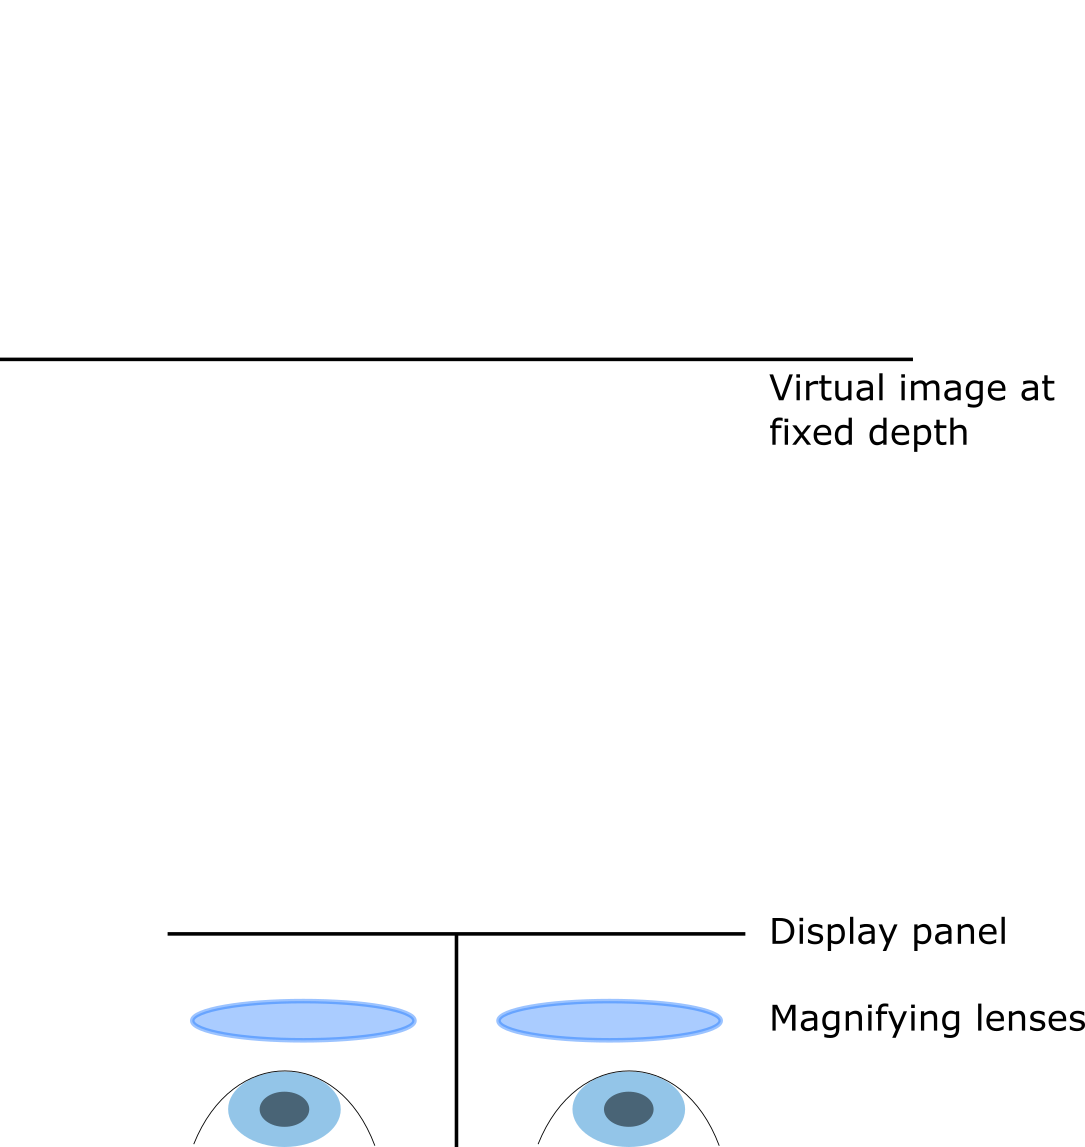 Virtual image at
fixed depth
Display panel
Magnifying lenses